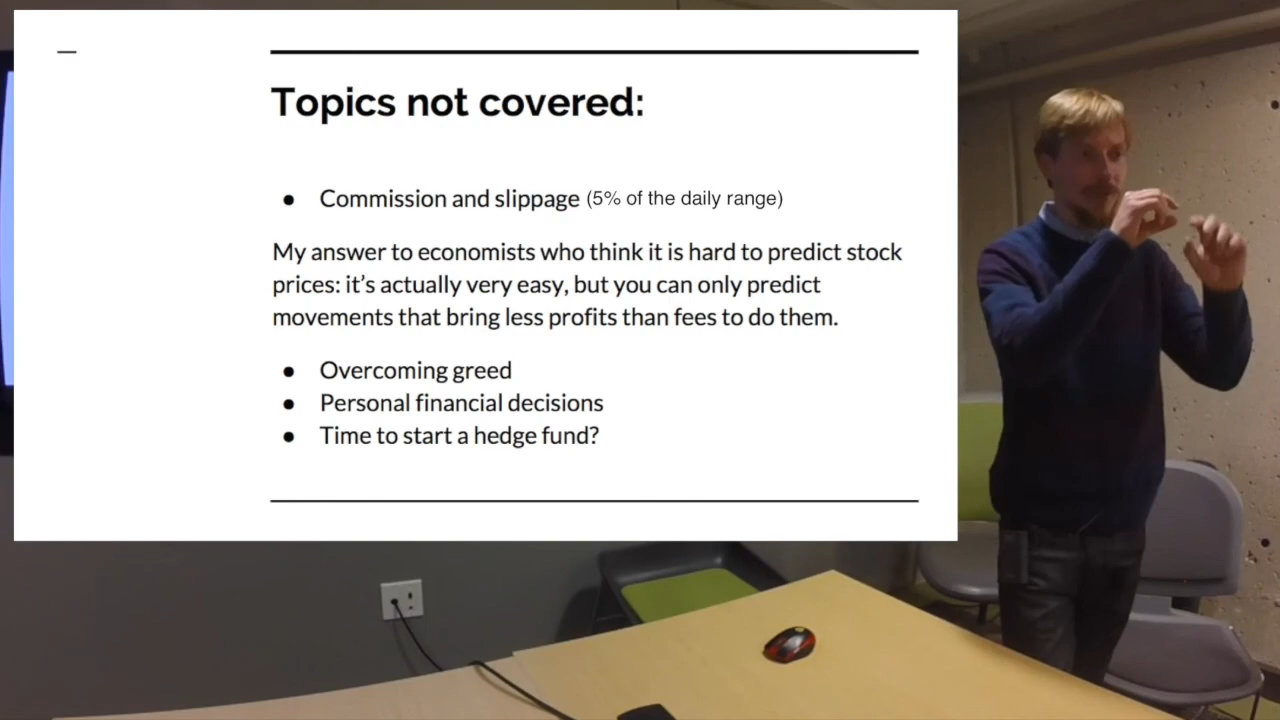 Topics not covered:
● Commission and slippage (5% of the daily range)
My answer to economists who think it is hard to predict stock
prices: it’s actually very easy, but you can only predict
movements that bring less profits than fees to do them.
● Overcoming greed
● Personal financial decisions
● Time to start a hedge fund?